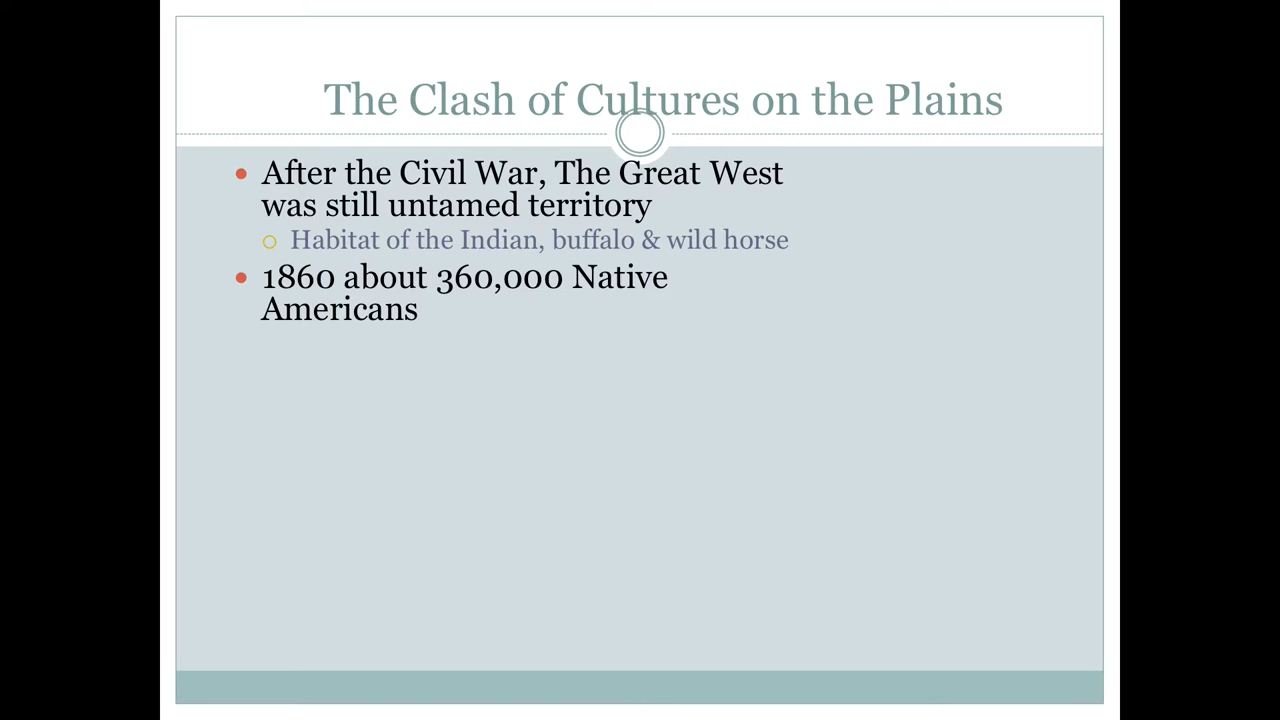 The Clash of Cultures on the Plains
After the Civil War, The Great West
was still untamed territory
Habitat of the Indian, buffalo & wild horse
1860 about 360,000 Native
Americans